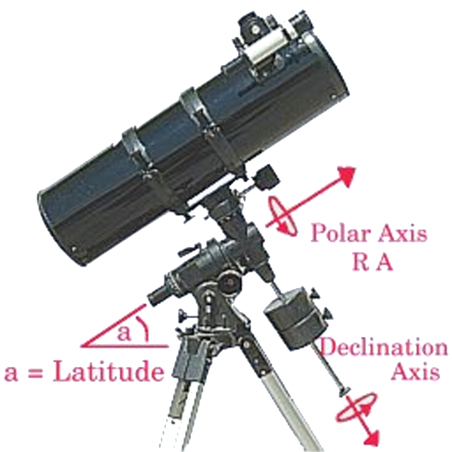 Polar Axis
R A
a
a = Latitude
Declination
Axis